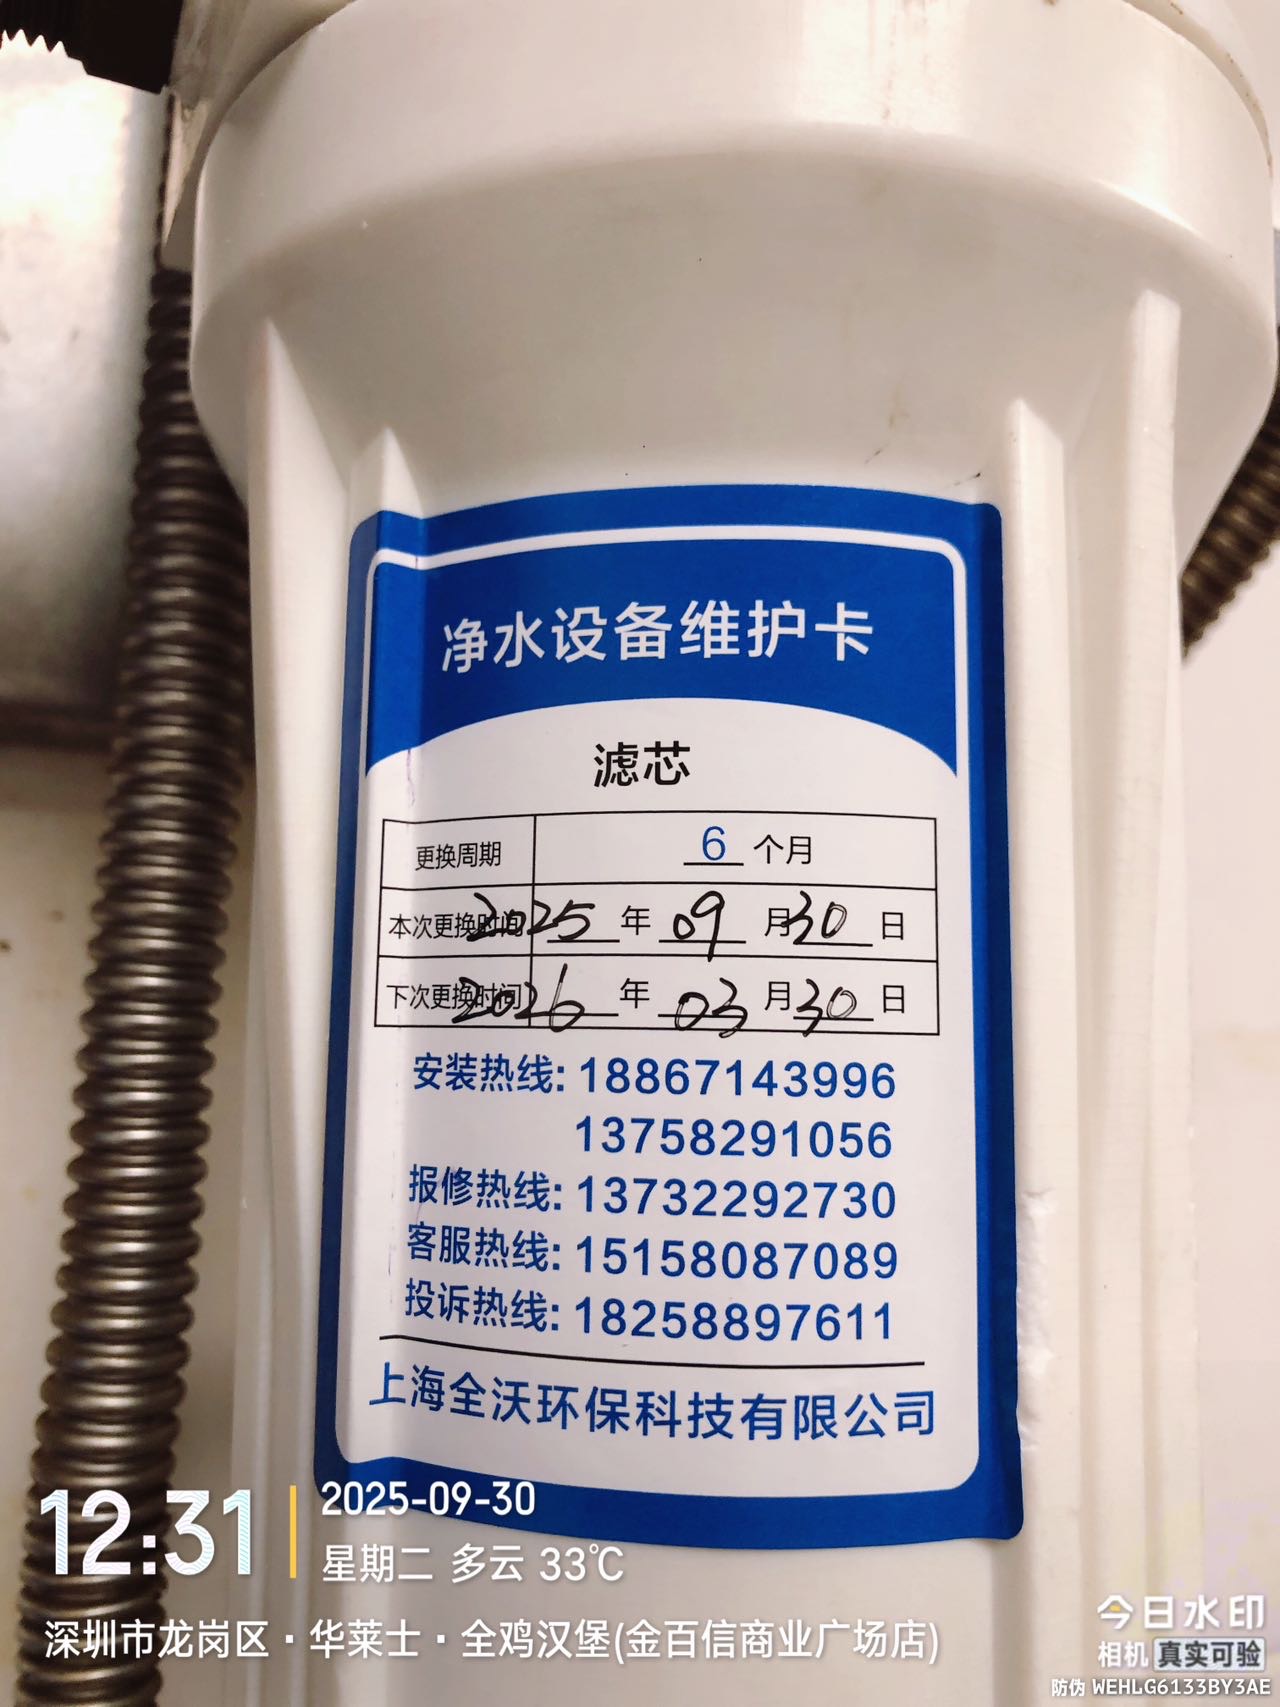 净水设备维护卡
滤芯
更换周期 6 个月
本次更换时间 2025 年 09 月 30 日
下次更换时间 2026 年 03 月 30 日
安装热线: 18867143996
13758291056
报修热线: 13732292730
客服热线: 15158087089
投诉热线: 18258897611
上海全沃环保科技有限公司
12:31 2025-09-30
星期二 多云 33℃
深圳市龙岗区·华莱士·全鸡汉堡(金百信商业广场店)
今日水印
相机 真实可验
防伪 WEHLG6133BY3AE